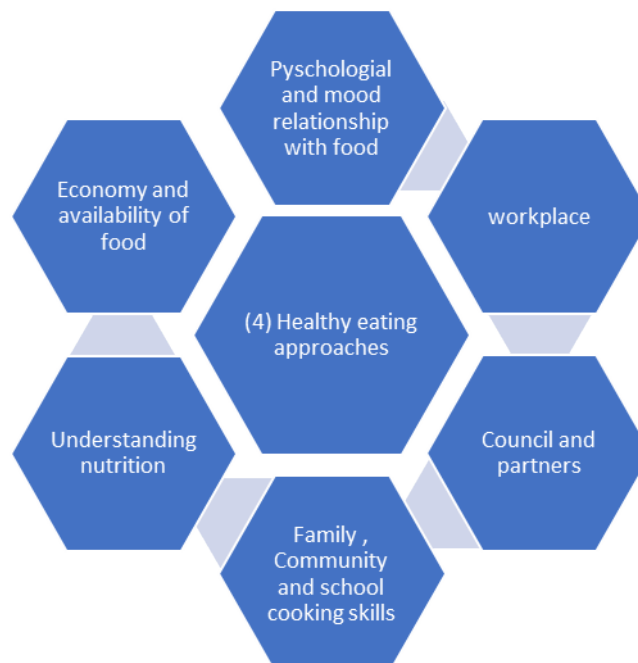 Pyschologial
and mood
relationship
with food
workplace
Council and
partners
Family ,
Community
and school
cooking skills
Understanding
nutrition
Economy and
availability of
food
(4) Healthy eating
approaches